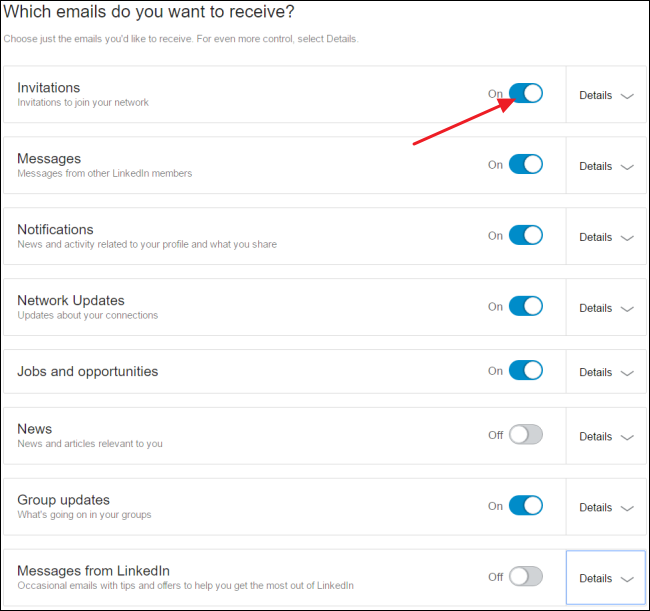 Which emails do you want to receive?
Choose just the emails you'd like to receive. For even more control, select Details.
Invitations
Invitations to join your network
On
Details
Messages
Messages from other LinkedIn members
On
Details
Notifications
News and activity related to your profile and what you share
On
Details
Network Updates
Updates about your connections
On
Details
Jobs and opportunities
On
Details
News
News and articles relevant to you
Off
Details
Group updates
What's going on in your groups
On
Details
Messages from LinkedIn
Occasional emails with tips and offers to help you get the most out of LinkedIn
Off
Details